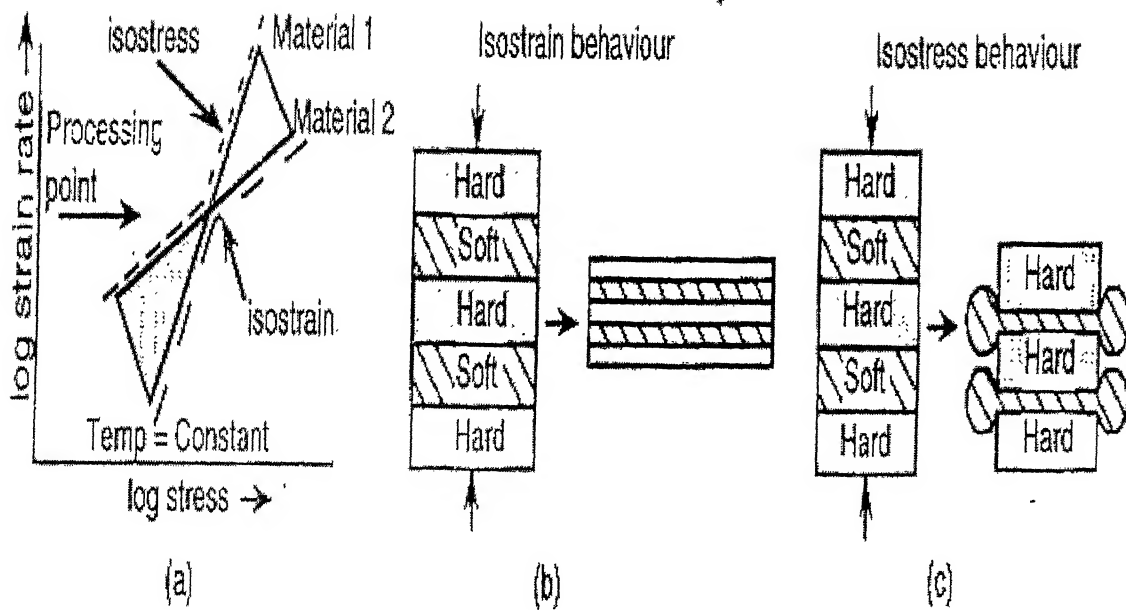 isostress
Material 1
Material 2
Processing
point
isostrain
Temp = Constant
log strain rate →
log stress →
(a)
Isostrain behaviour
Hard
Soft
Hard
Soft
Hard
(b)
Isostress behaviour
Hard
Soft
Hard
Soft
Hard
Hard
Hard
Hard
(c)